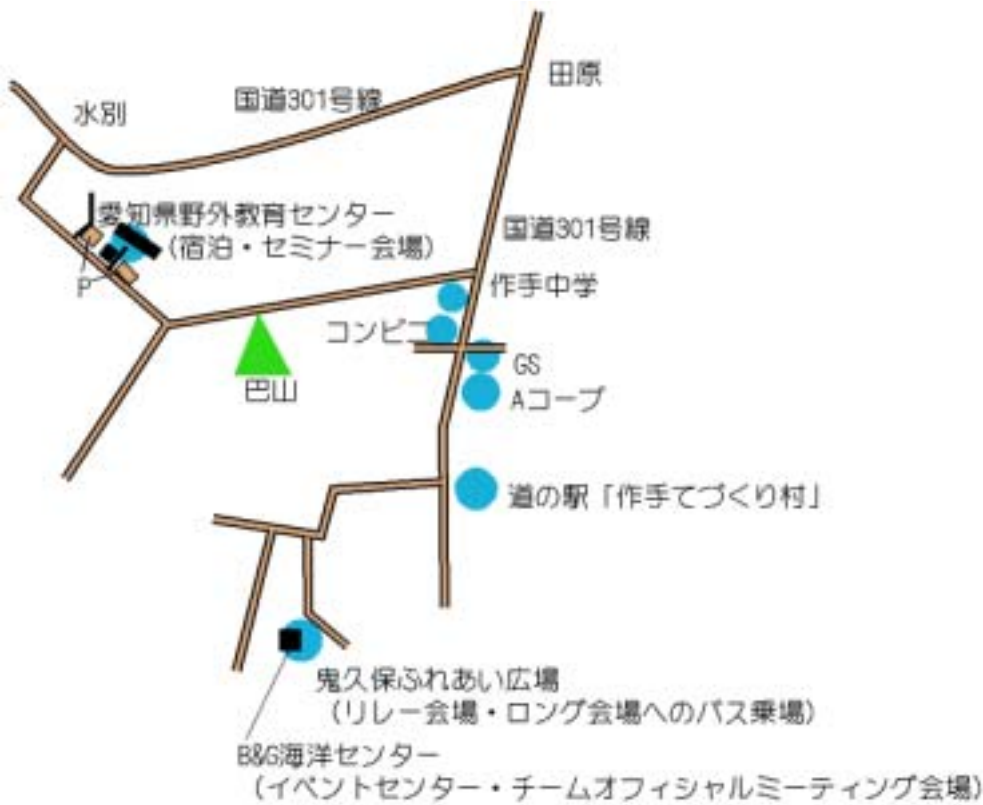 田原
国道301号線
水別
愛知県野外教育センター
（宿泊・セミナー会場）
国道301号線
P
作手中学
コンビニ
GS
巴山
Aコープ
道の駅「作手てづくり村」
鬼久保ふれあい広場
（リレー会場・ロング会場へのバス乗場）
B&G海洋センター
（イベントセンター・チームオフィシャルミーティング会場）